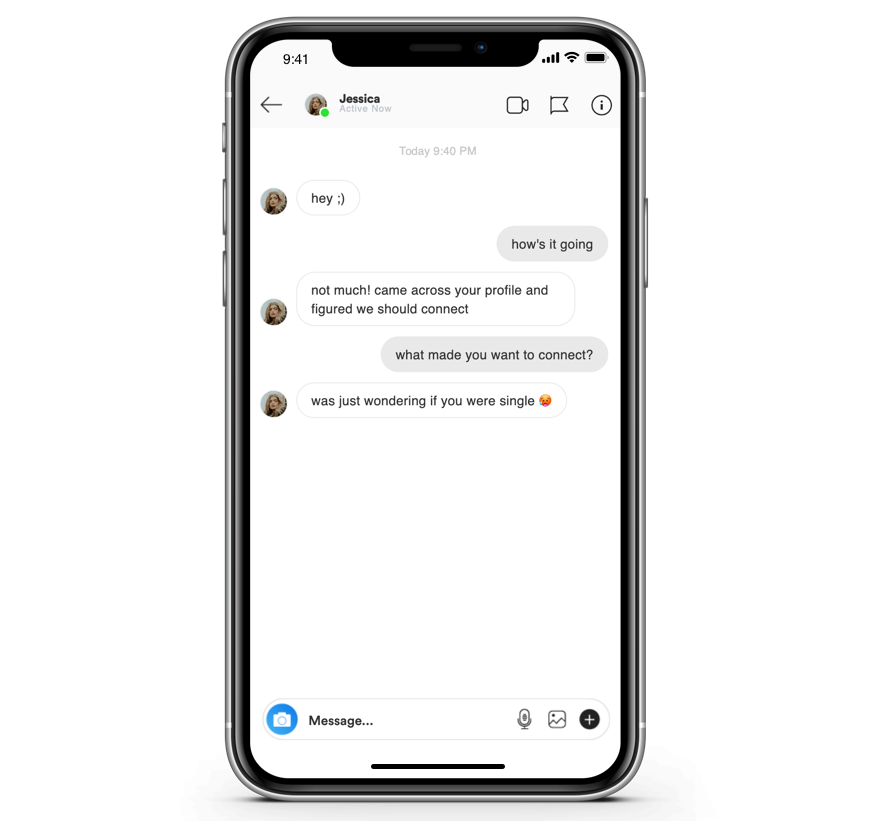 9:41
Jessica
Active Now
Today 9:40 PM
hey ;)
how's it going
not much! came across your profile and
figured we should connect
what made you want to connect?
was just wondering if you were single 🥵
Message...